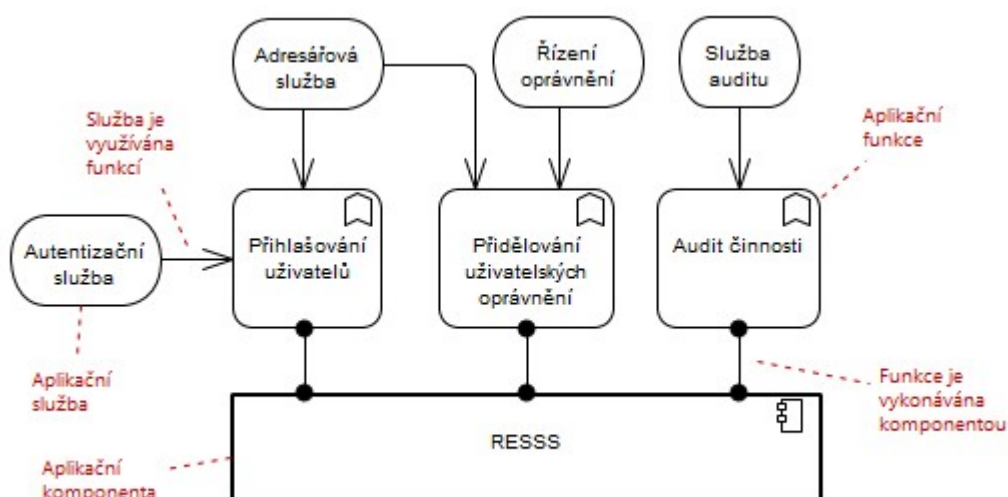 Adresářová
služba
Řízení
oprávnění
Služba
auditu
Služba je
využívána
funkcí
Aplikační
funkce
Autentizační
služba
Přihlašování
uživatelů
Přidělování
uživatelských
oprávnění
Audit činnosti
Aplikační
služba
Funkce je
vykonávána
komponentou
RESSS
Aplikační
komponenta